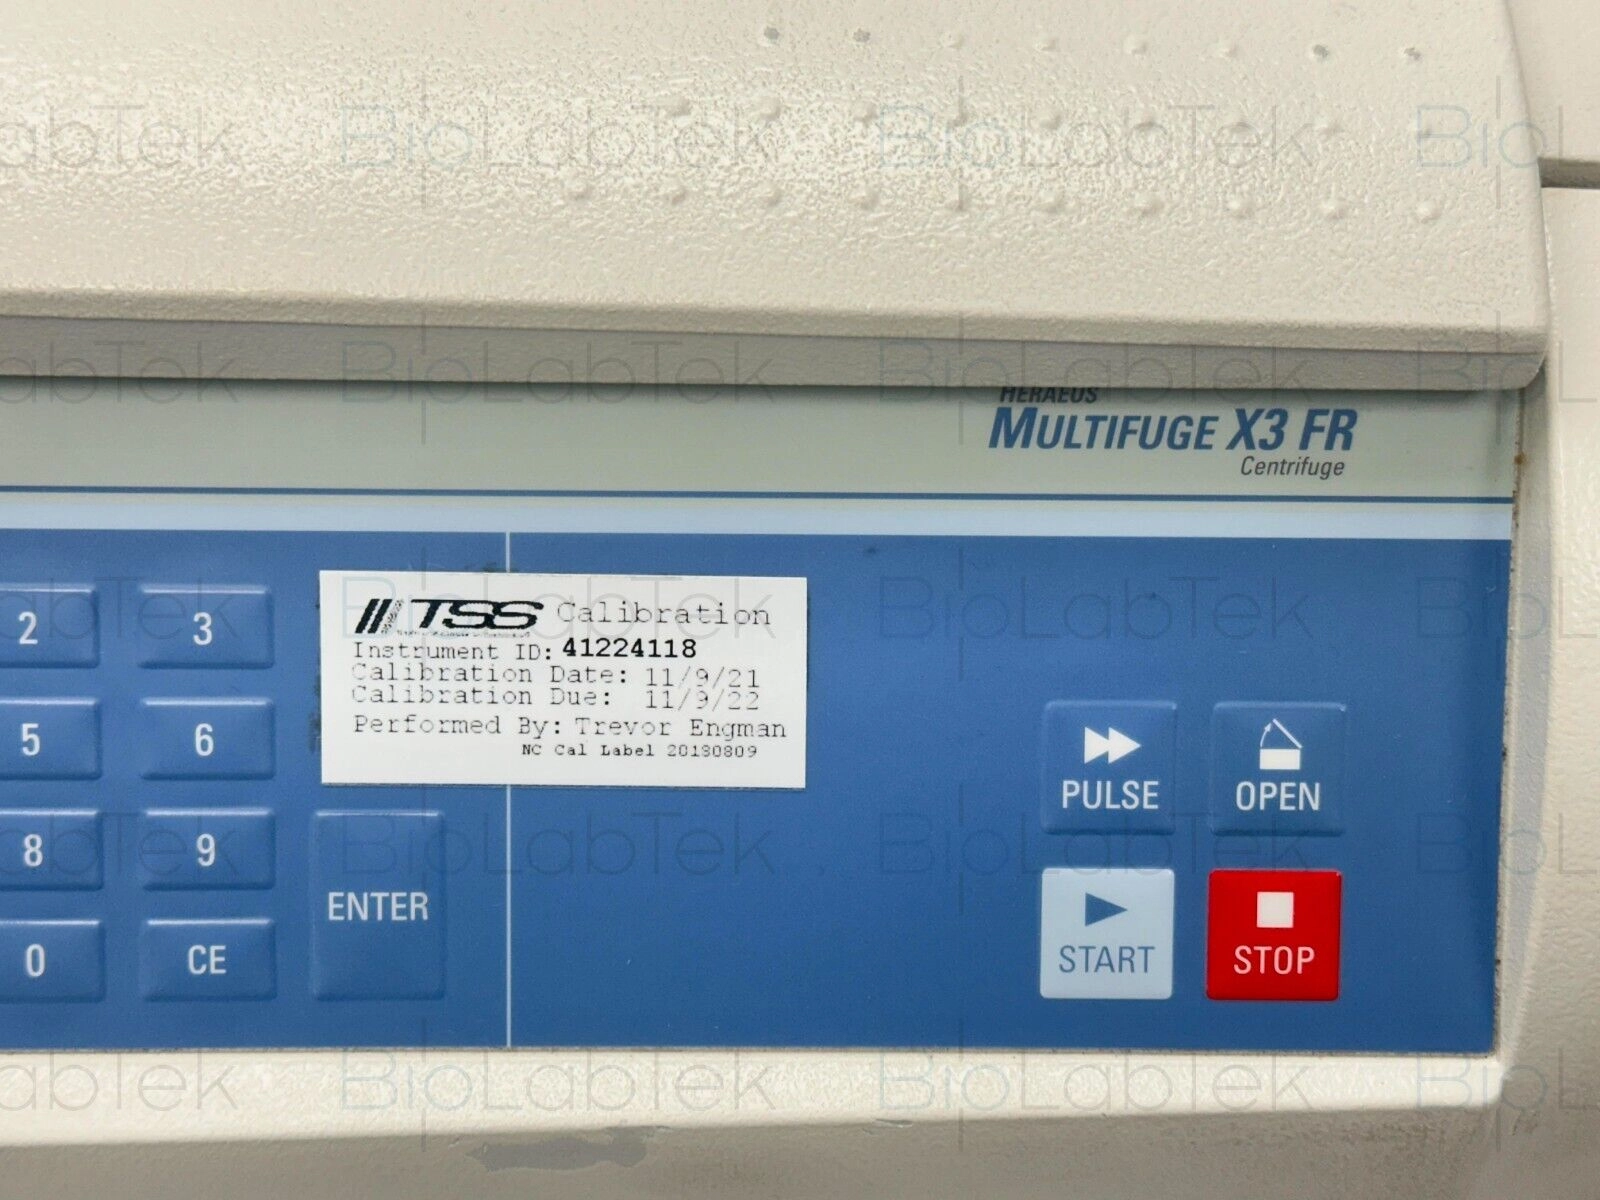 BioLabTek
HERAEUS
MULTIFUGE X3 FR
Centrifuge
2
3
TSS Calibration
Instrument ID: 41224118
Calibration Date: 11/9/21
Calibration Due: 11/9/22
Performed By: Trevor Engman
NC Cal Label 20180809
5
6
PULSE
OPEN
8
9
ENTER
START
STOP
0
CE